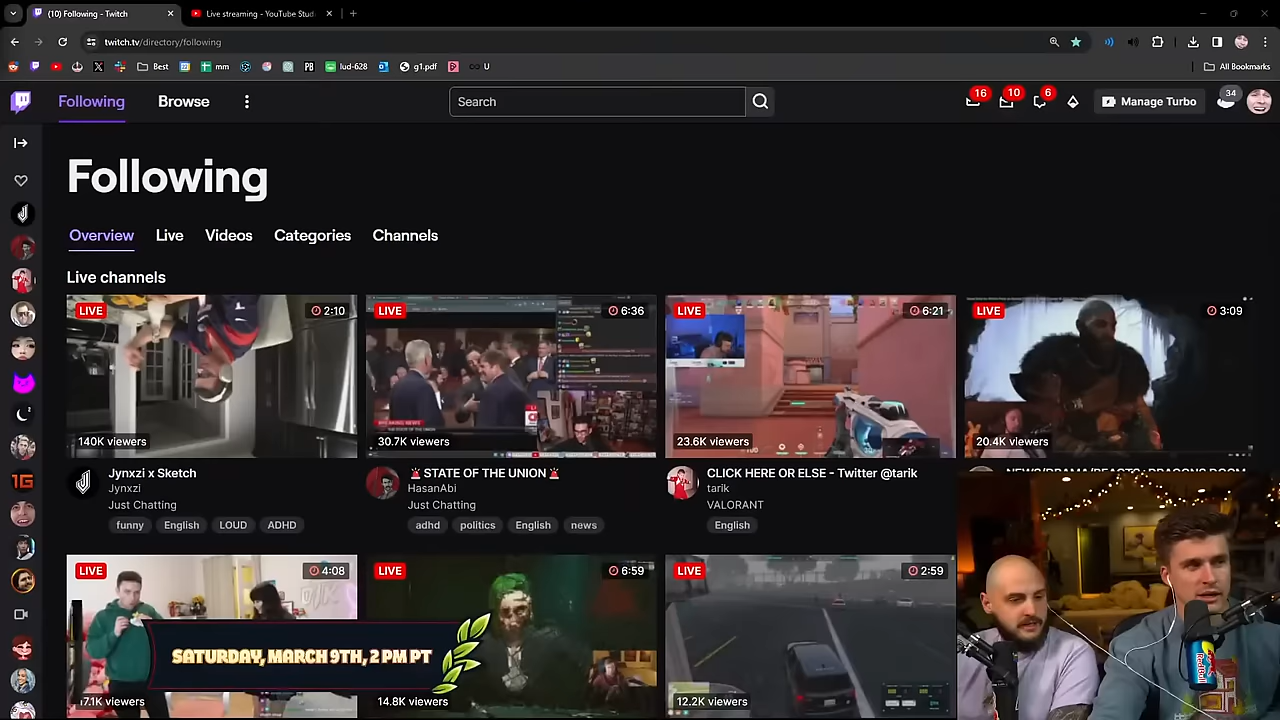 (10) Following - Twitch
Live streaming - YouTube Stud
twitch.tv/directory/following
Best
mm
PB
lud-628
g1.pdf
U
All Bookmarks
Following
Browse
Search
16
10
6
Manage Turbo
34
Following
Overview
Live
Videos
Categories
Channels
Live channels
LIVE
2:10
140K viewers
LIVE
6:36
30.7K viewers
LIVE
6:21
23.6K viewers
LIVE
3:09
20.4K viewers
Jynxzi x Sketch
Jynxzi
Just Chatting
funny
English
LOUD
ADHD
🚨STATE OF THE UNION🚨
HasanAbi
Just Chatting
adhd
politics
English
news
CLICK HERE OR ELSE - Twitter @tarik
tarik
VALORANT
English
LIVE
4:08
LIVE
6:59
14.8K viewers
LIVE
2:59
12.2K viewers
SATURDAY, MARCH 9TH, 2 PM PT
1G
Red Bull